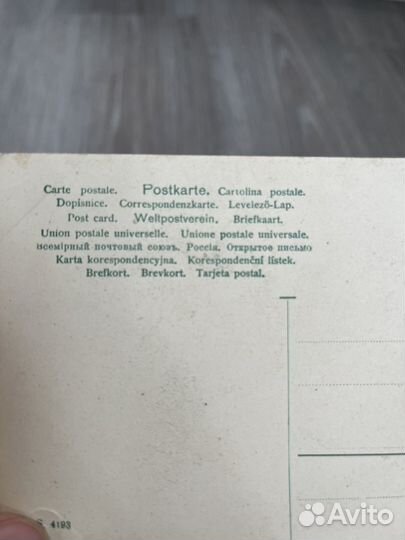 Carte postale. Postkarte. Cartolina postale.
Dopisnice. Correspondenzkarte. Levelező-Lap.
Post card. Weltpostverein. Briefkaart.
Union postale universelle. Unione postale universale.
Всемірный почтовый союзъ. Россія. Открытое письмо
Karta korespondencyjna. Korespondenční lístek.
Brefkort. Brevkort. Tarjeta postal.
S. 4193
Avito